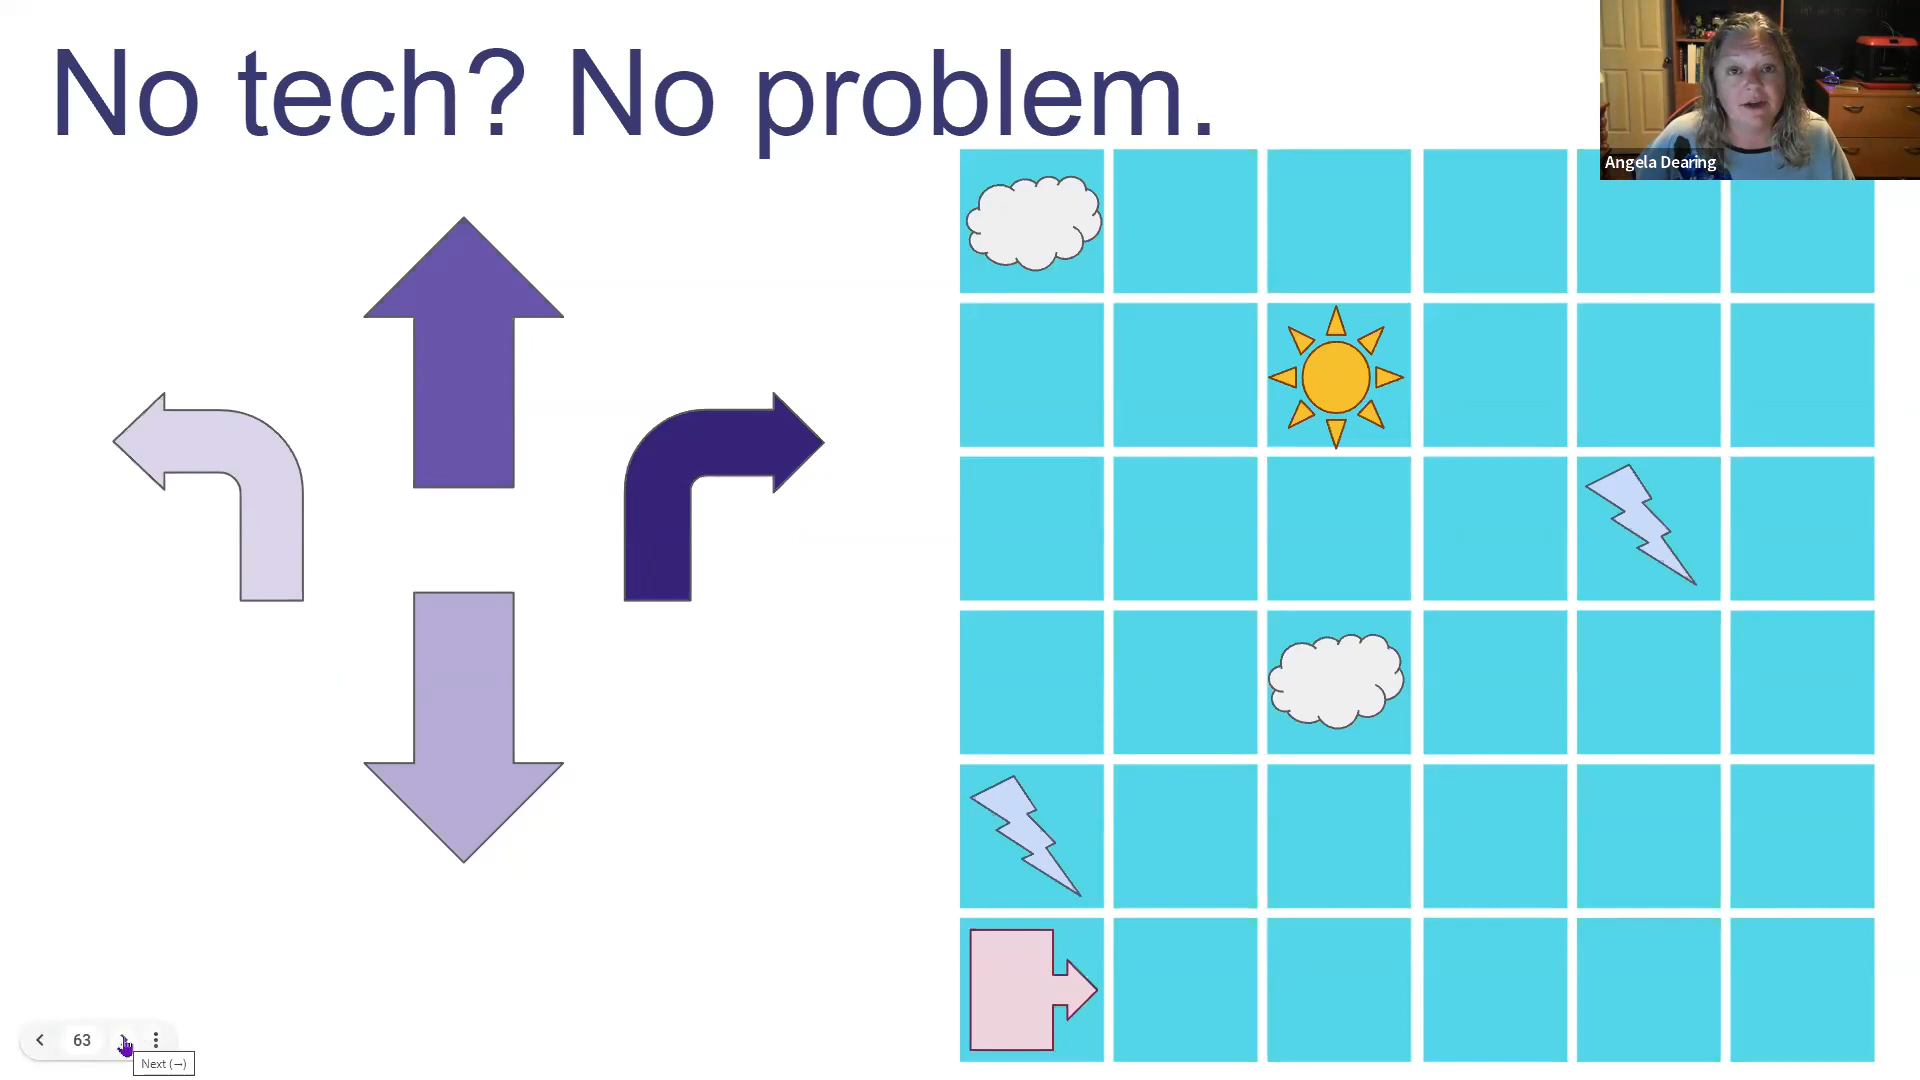 No tech? No problem.
Angela Dearing
63
Next (→)